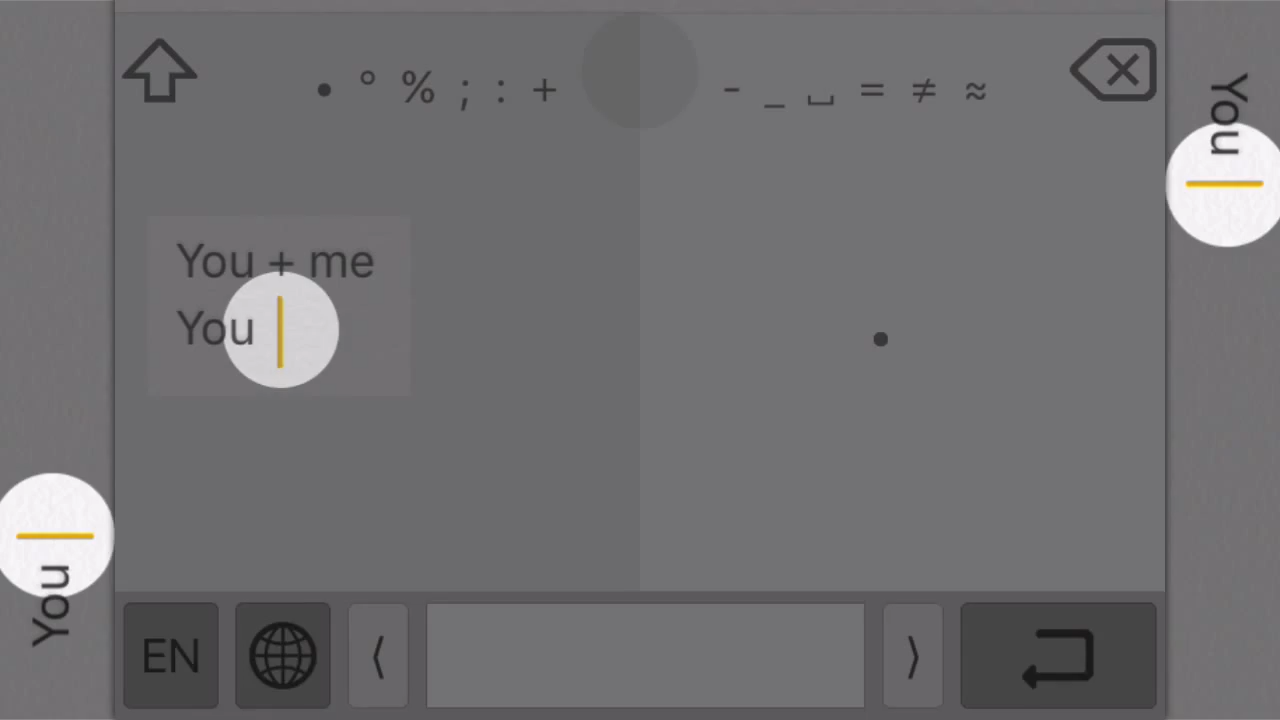 • ° % ; : + - _ ⎵ = ≠ ≈
You
You + me
You
•
You
EN ⟨ ⟩